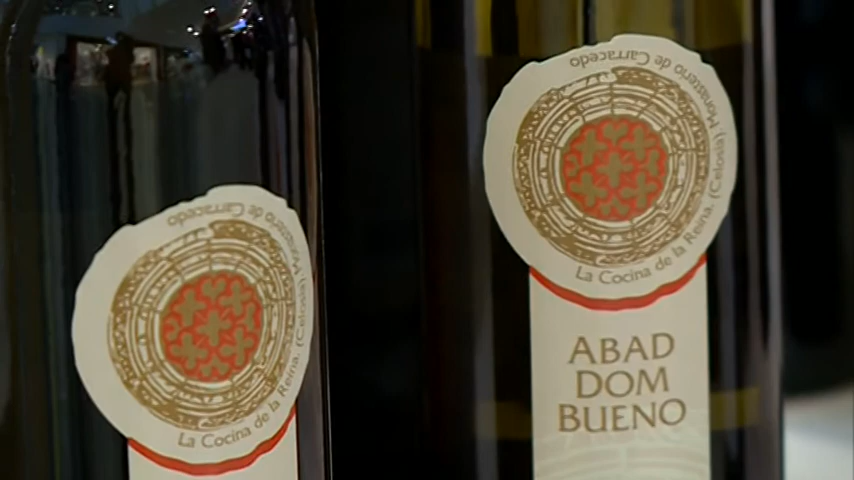 La Cocina de la Reina. (Celosía) Monasterio de Carracedo
La Cocina de la Reina. (Celosía) Monasterio de Carracedo
ABAD
DOM
BUENO